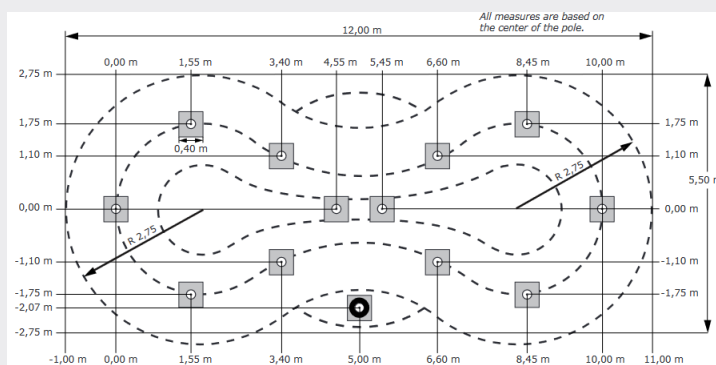 All measures are based on
the center of the pole.
12,00 m
0,00 m 1,55 m 3,40 m 4,55 m 5,45 m 6,60 m 8,45 m 10,00 m
2,75 m
1,75 m 1,75 m
0,40 m
1,10 m 1,10 m
R 2,75
5,50 m
0,00 m 0,00 m
R 2,75
-1,10 m -1,10 m
-1,75 m -1,75 m
-2,07 m
-2,75 m
-1,00 m 0,00 m 1,55 m 3,40 m 5,00 m 6,60 m 8,45 m 10,00 m 11,00 m